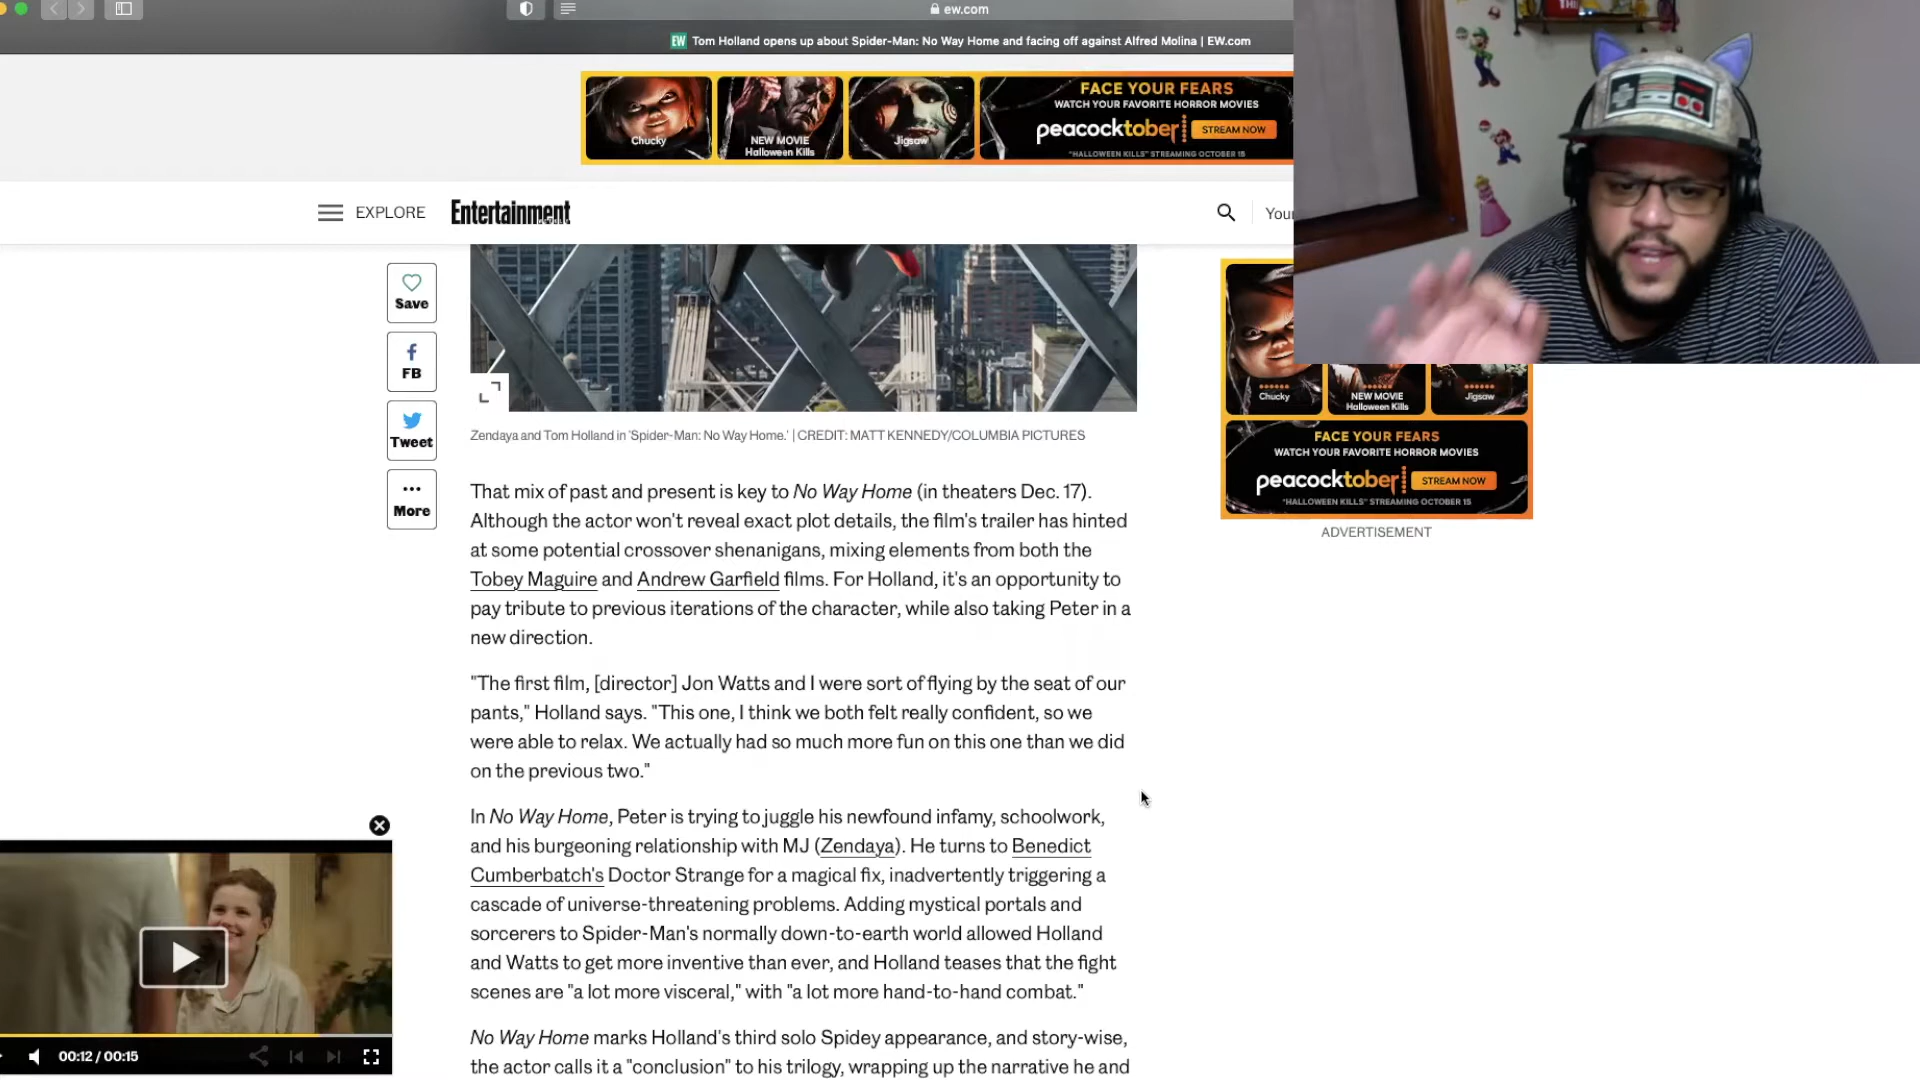 ew.com
EW Tom Holland opens up about Spider-Man: No Way Home and facing off against Alfred Molina | EW.com
Chucky
NEW MOVIE
Halloween Kills
Jigsaw
FACE YOUR FEARS
WATCH YOUR FAVORITE HORROR MOVIES
peacocktober! STREAM NOW
"HALLOWEEN KILLS" STREAMING OCTOBER 15
EXPLORE
Entertainment
Your
Save
FB
Tweet
More
Zendaya and Tom Holland in 'Spider-Man: No Way Home.' | CREDIT: MATT KENNEDY/COLUMBIA PICTURES
That mix of past and present is key to No Way Home (in theaters Dec. 17).
Although the actor won't reveal exact plot details, the film's trailer has hinted
at some potential crossover shenanigans, mixing elements from both the
Tobey Maguire and Andrew Garfield films. For Holland, it's an opportunity to
pay tribute to previous iterations of the character, while also taking Peter in a
new direction.
"The first film, [director] Jon Watts and I were sort of flying by the seat of our
pants," Holland says. "This one, I think we both felt really confident, so we
were able to relax. We actually had so much more fun on this one than we did
on the previous two."
In No Way Home, Peter is trying to juggle his newfound infamy, schoolwork,
and his burgeoning relationship with MJ (Zendaya). He turns to Benedict
Cumberbatch's Doctor Strange for a magical fix, inadvertently triggering a
cascade of universe-threatening problems. Adding mystical portals and
sorcerers to Spider-Man's normally down-to-earth world allowed Holland
and Watts to get more inventive than ever, and Holland teases that the fight
scenes are "a lot more visceral," with "a lot more hand-to-hand combat."
No Way Home marks Holland's third solo Spidey appearance, and story-wise,
the actor calls it a "conclusion" to his trilogy, wrapping up the narrative he and
Chucky
NEW MOVIE
Halloween Kills
Jigsaw
FACE YOUR FEARS
WATCH YOUR FAVORITE HORROR MOVIES
peacocktober! STREAM NOW
"HALLOWEEN KILLS" STREAMING OCTOBER 15
ADVERTISEMENT
00:12 / 00:15